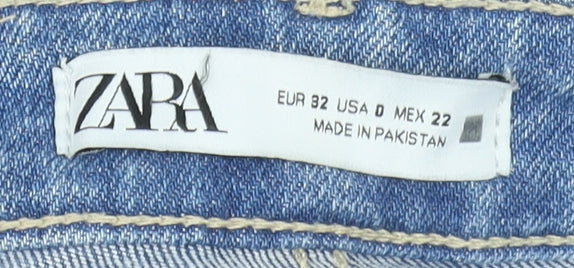 ZARA
EUR 32 USA 0 MEX 22
MADE IN PAKISTAN